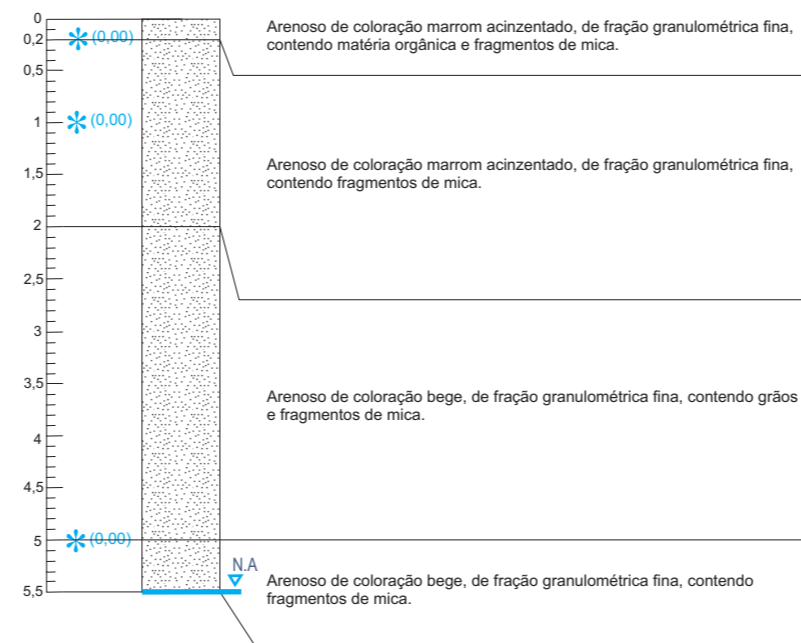 0
0,2
(0,00)
Arenoso de coloração marrom acinzentado, de fração granulométrica fina,
contendo matéria orgânica e fragmentos de mica.
0,5
1
(0,00)
1,5
Arenoso de coloração marrom acinzentado, de fração granulométrica fina,
contendo fragmentos de mica.
2
2,5
3
3,5
Arenoso de coloração bege, de fração granulométrica fina, contendo grãos
e fragmentos de mica.
4
4,5
5
(0,00)
N.A
5,5
Arenoso de coloração bege, de fração granulométrica fina, contendo
fragmentos de mica.